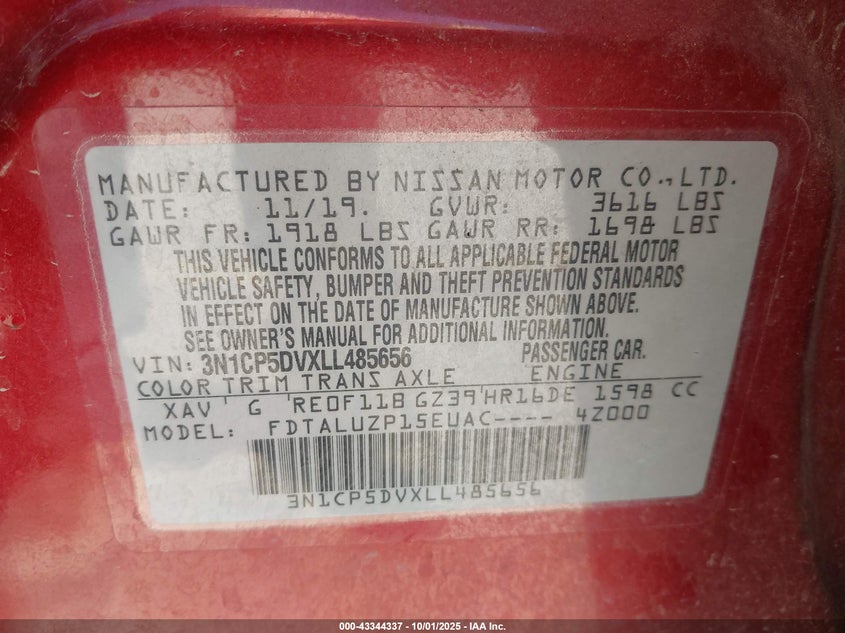 MANUFACTURED BY NISSAN MOTOR CO., LTD.
DATE: 11/19. GVWR: 3616 LBS
GAWR FR: 1918 LBS GAWR RR: 1698 LBS
THIS VEHICLE CONFORMS TO ALL APPLICABLE FEDERAL MOTOR
VEHICLE SAFETY, BUMPER AND THEFT PREVENTION STANDARDS
IN EFFECT ON THE DATE OF MANUFACTURE SHOWN ABOVE.
SEE OWNER'S MANUAL FOR ADDITIONAL INFORMATION.
VIN: 3N1CP5DVXLL485656 PASSENGER CAR.
COLOR TRIM TRANS AXLE ENGINE
XAV G RE0F11B GZ39 HR16DE 1598 CC
MODEL: FDTALUZP15EUAC---- 4Z000
3N1CP5DVXLL485656
000-43344337 - 10/01/2025 - IAA Inc.